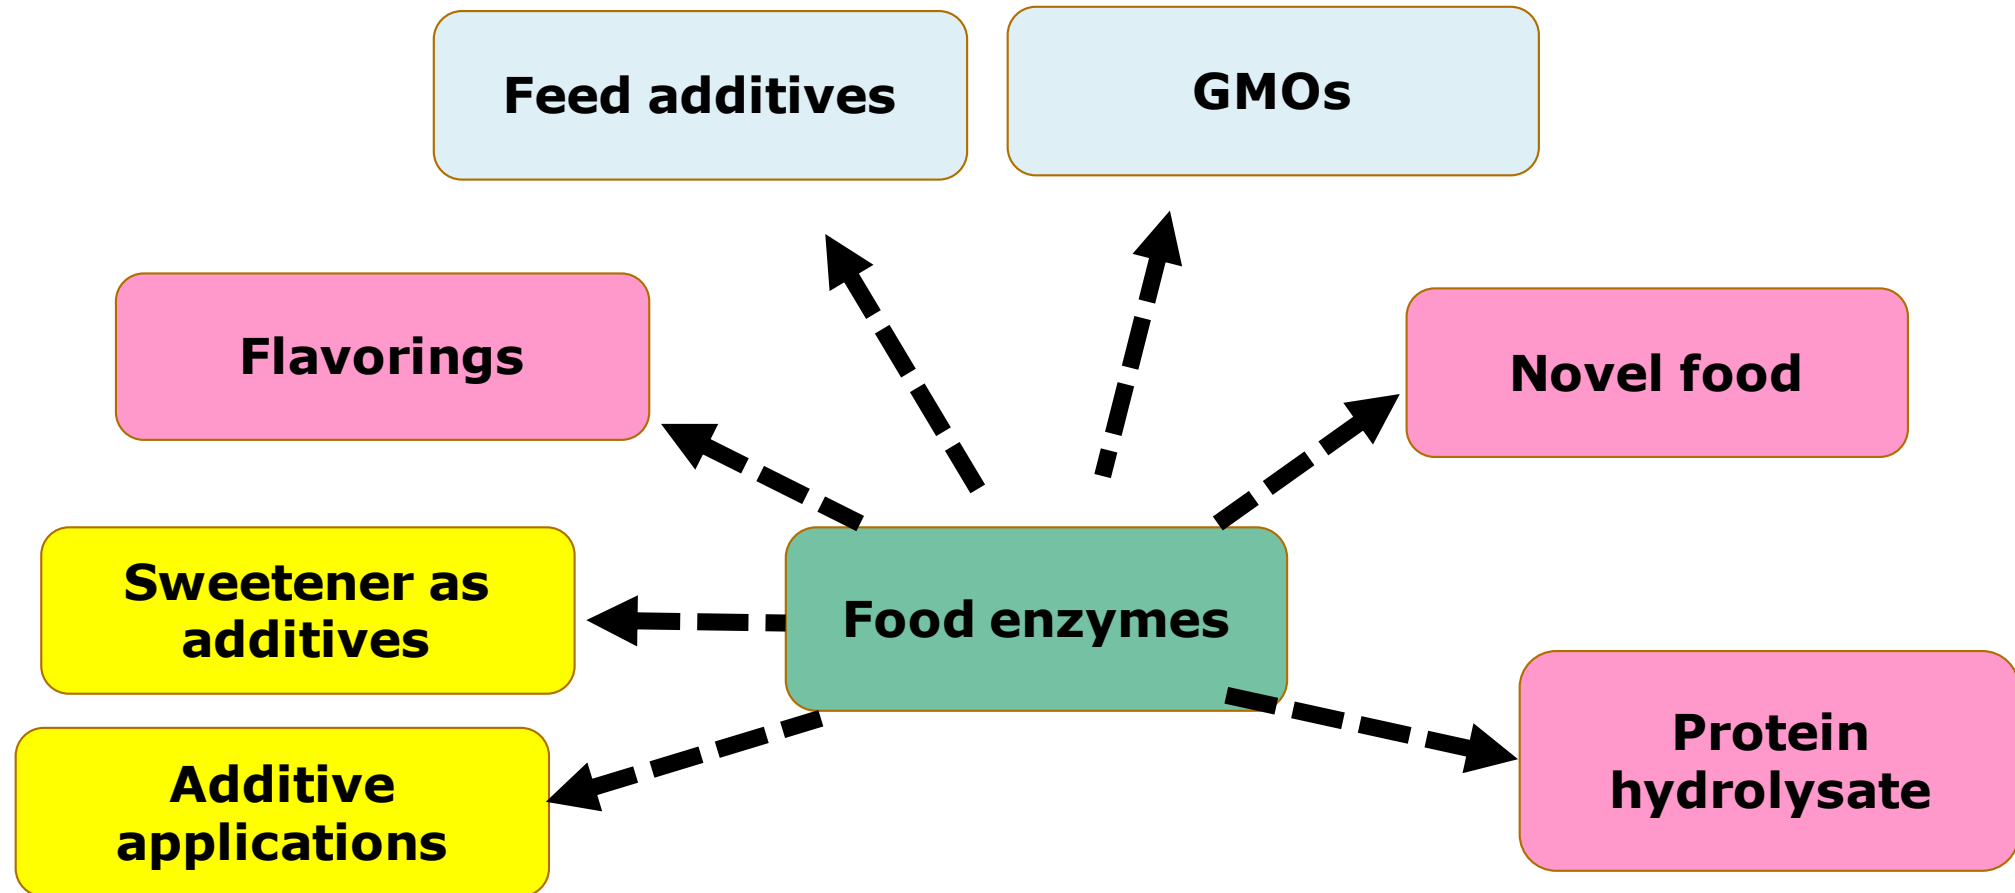 Feed additives
GMOs
Flavorings
Novel food
Sweetener as
additives
Food enzymes
Protein
hydrolysate
Additive
applications